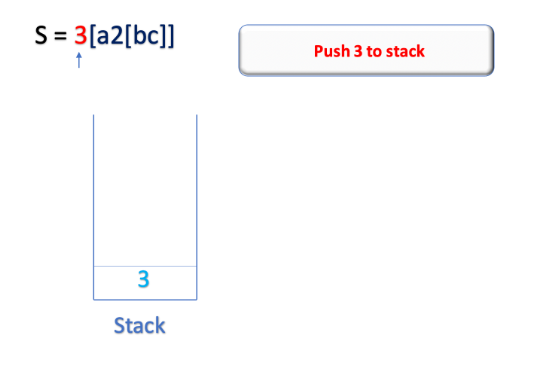 S = 3[a2[bc]]
Push 3 to stack
3
Stack